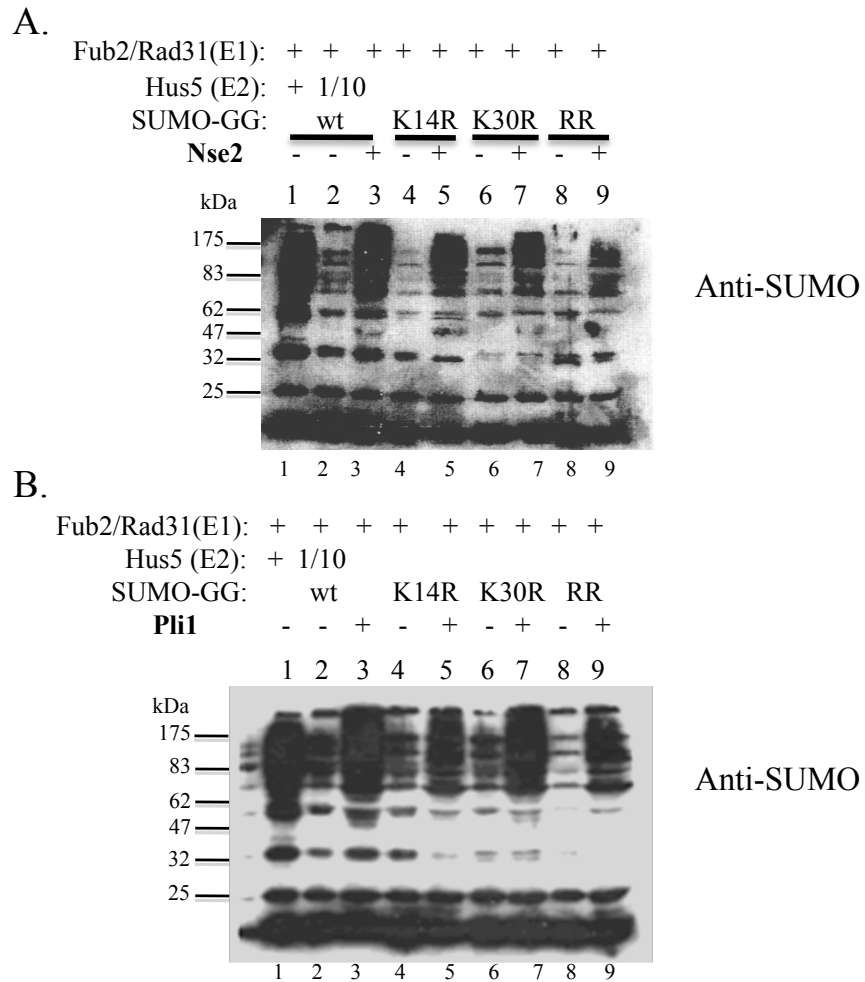 A.
Fub2/Rad31(E1): + + + + + + + + +
Hus5 (E2): + 1/10
SUMO-GG: wt K14R K30R RR
Nse2 - - + - + - + - +
1 2 3 4 5 6 7 8 9
kDa
175
83
62
47
32
25
Anti-SUMO
1 2 3 4 5 6 7 8 9
B.
Fub2/Rad31(E1): + + + + + + + + +
Hus5 (E2): + 1/10
SUMO-GG: wt K14R K30R RR
Pli1 - - + - + - + - +
1 2 3 4 5 6 7 8 9
kDa
175
83
62
47
32
25
Anti-SUMO
1 2 3 4 5 6 7 8 9